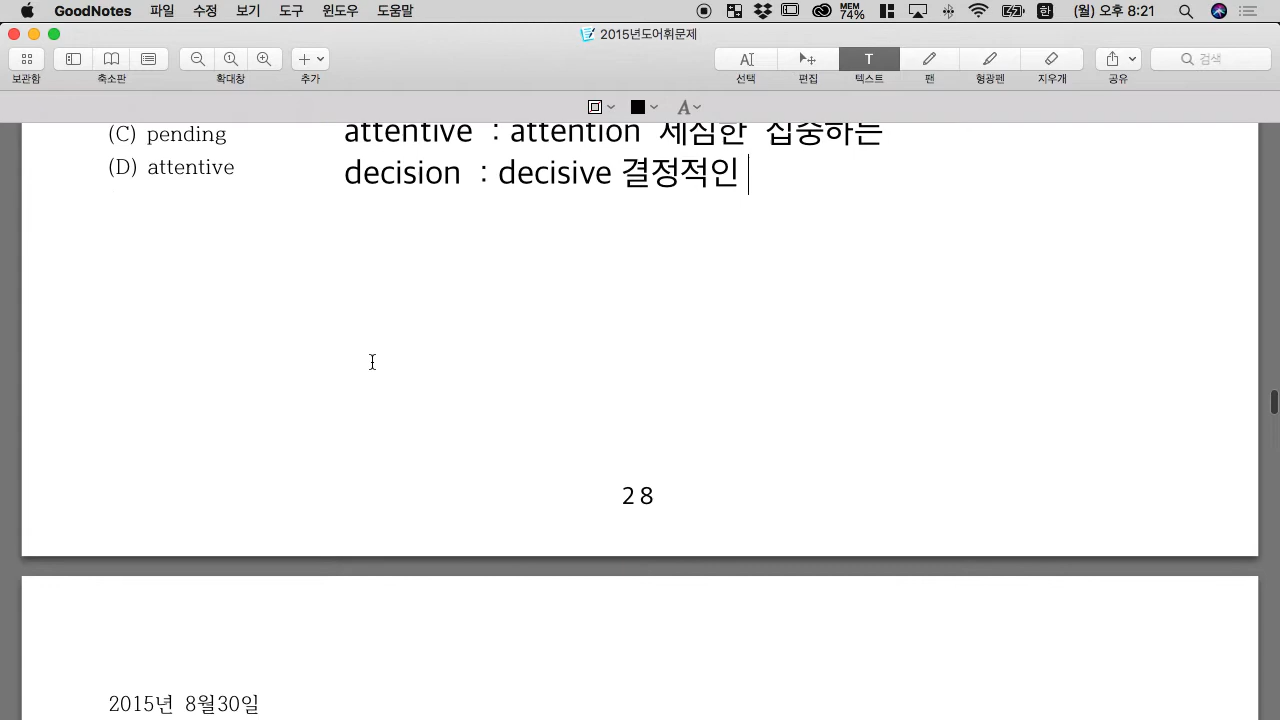 GoodNotes 파일 수정 보기 도구 윈도우 도움말 MEM 74% 한 (월) 오후 8:21
2015년도어휘문제
보관함 축소판 확대창 추가 선택 편집 텍스트 펜 형광펜 지우개 공유 검색
(C) pending
(D) attentive
attentive : attention 세심한 집중하는
decision : decisive 결정적인
28
2015년 8월30일